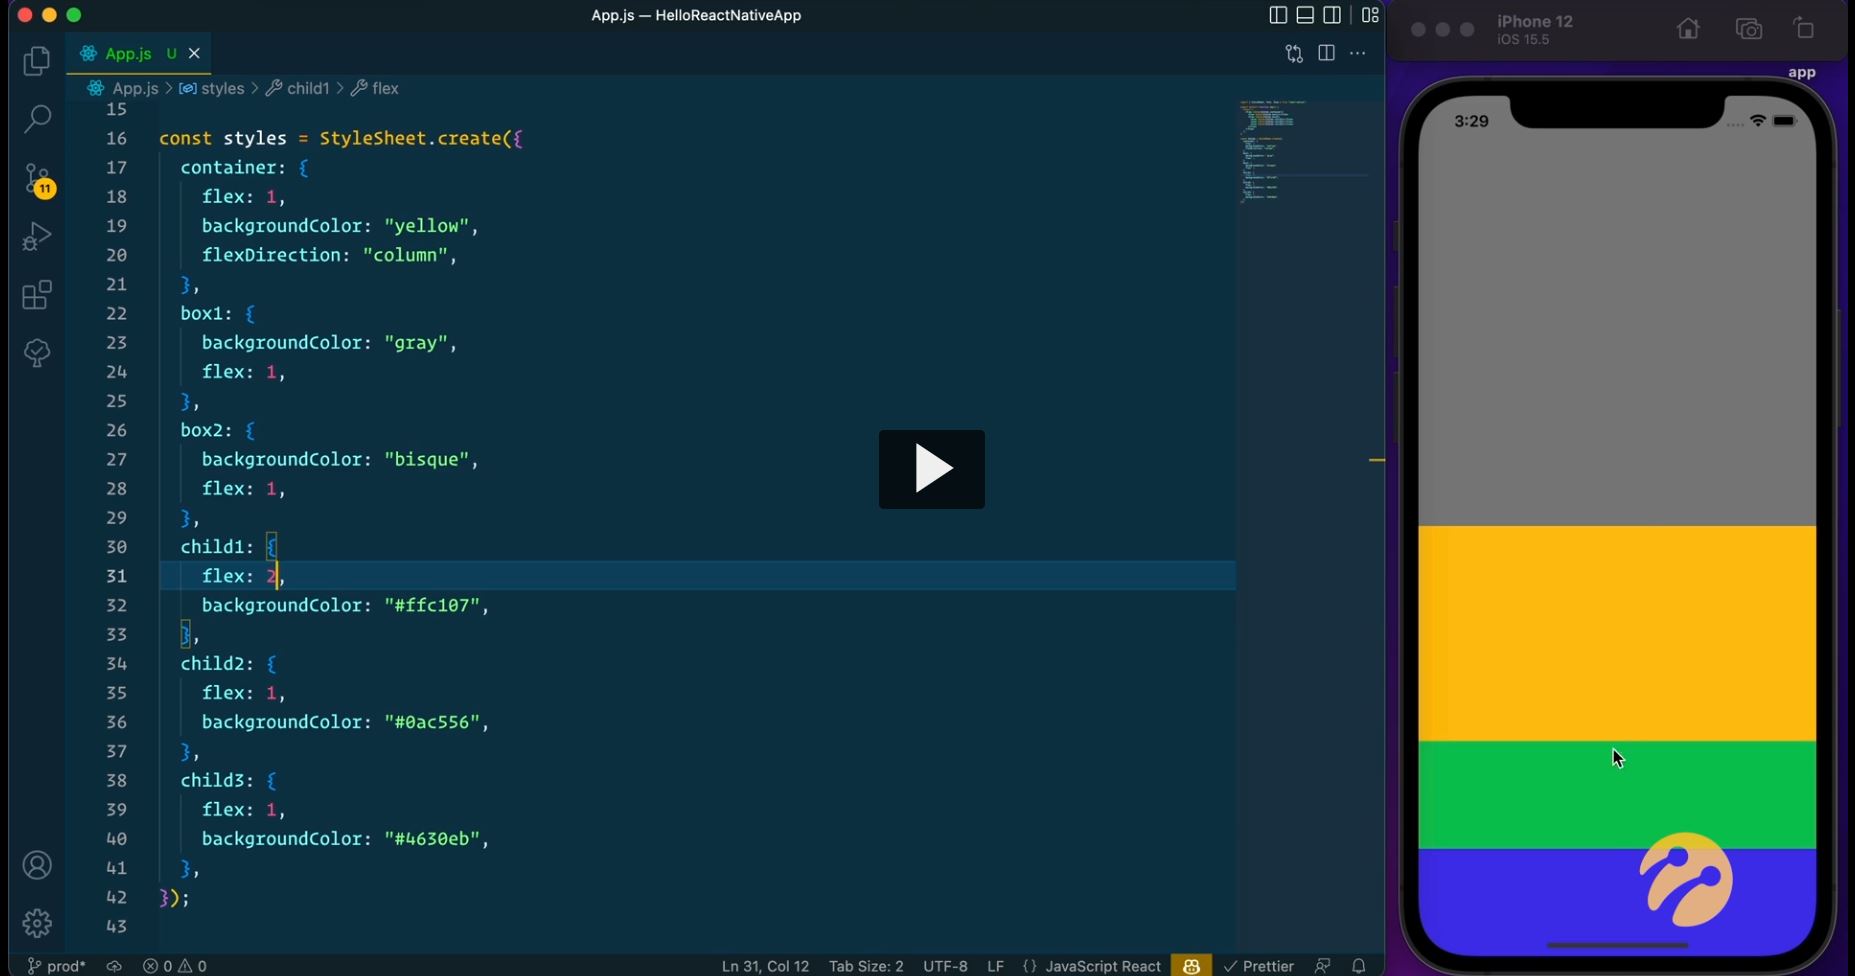 App.js — HelloReactNativeApp
App.js U
App.js > styles > child1 > flex
15
16 const styles = StyleSheet.create({
17 container: {
18 flex: 1,
19 backgroundColor: "yellow",
20 flexDirection: "column",
21 },
22 box1: {
23 backgroundColor: "gray",
24 flex: 1,
25 },
26 box2: {
27 backgroundColor: "bisque",
28 flex: 1,
29 },
30 child1: {
31 flex: 2,
32 backgroundColor: "#ffc107",
33 },
34 child2: {
35 flex: 1,
36 backgroundColor: "#0ac556",
37 },
38 child3: {
39 flex: 1,
40 backgroundColor: "#4630eb",
41 },
42 });
43
11
prod* 0 0 Ln 31, Col 12 Tab Size: 2 UTF-8 LF {} JavaScript React Prettier
iPhone 12
iOS 15.5
app
3:29